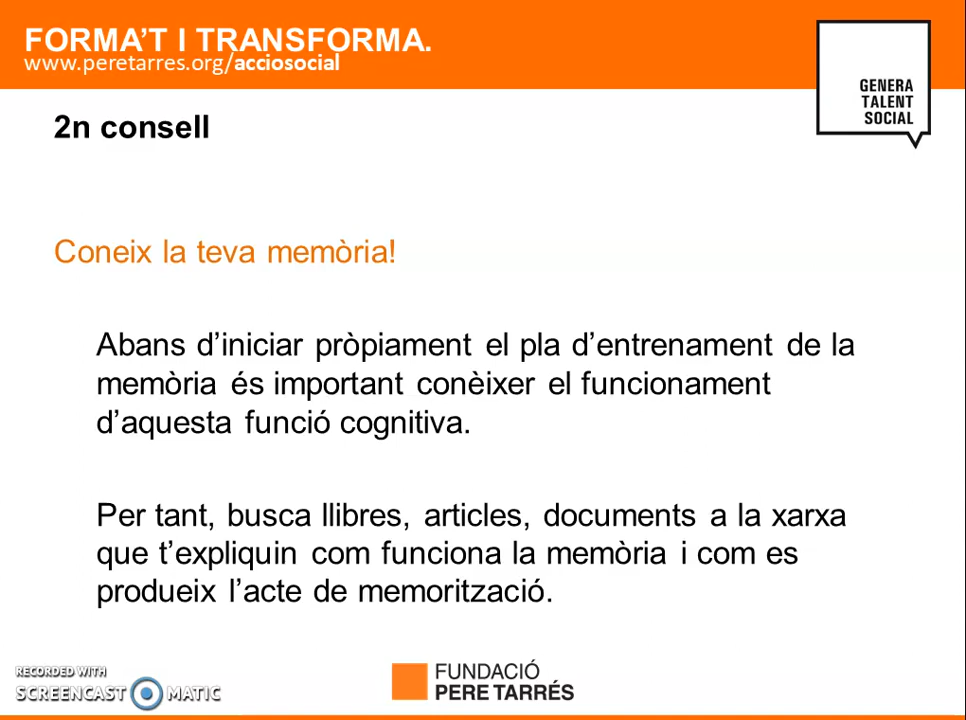 FORMA'T I TRANSFORMA.
www.peretarres.org/acciosocial
GENERA
TALENT
SOCIAL
2n consell
Coneix la teva memòria!
Abans d'iniciar pròpiament el pla d'entrenament de la
memòria és important conèixer el funcionament
d'aquesta funció cognitiva.
Per tant, busca llibres, articles, documents a la xarxa
que t'expliquin com funciona la memòria i com es
produeix l'acte de memorització.
RECORDED WITH
SCREENCAST MATIC
FUNDACIÓ
PERE TARRÉS